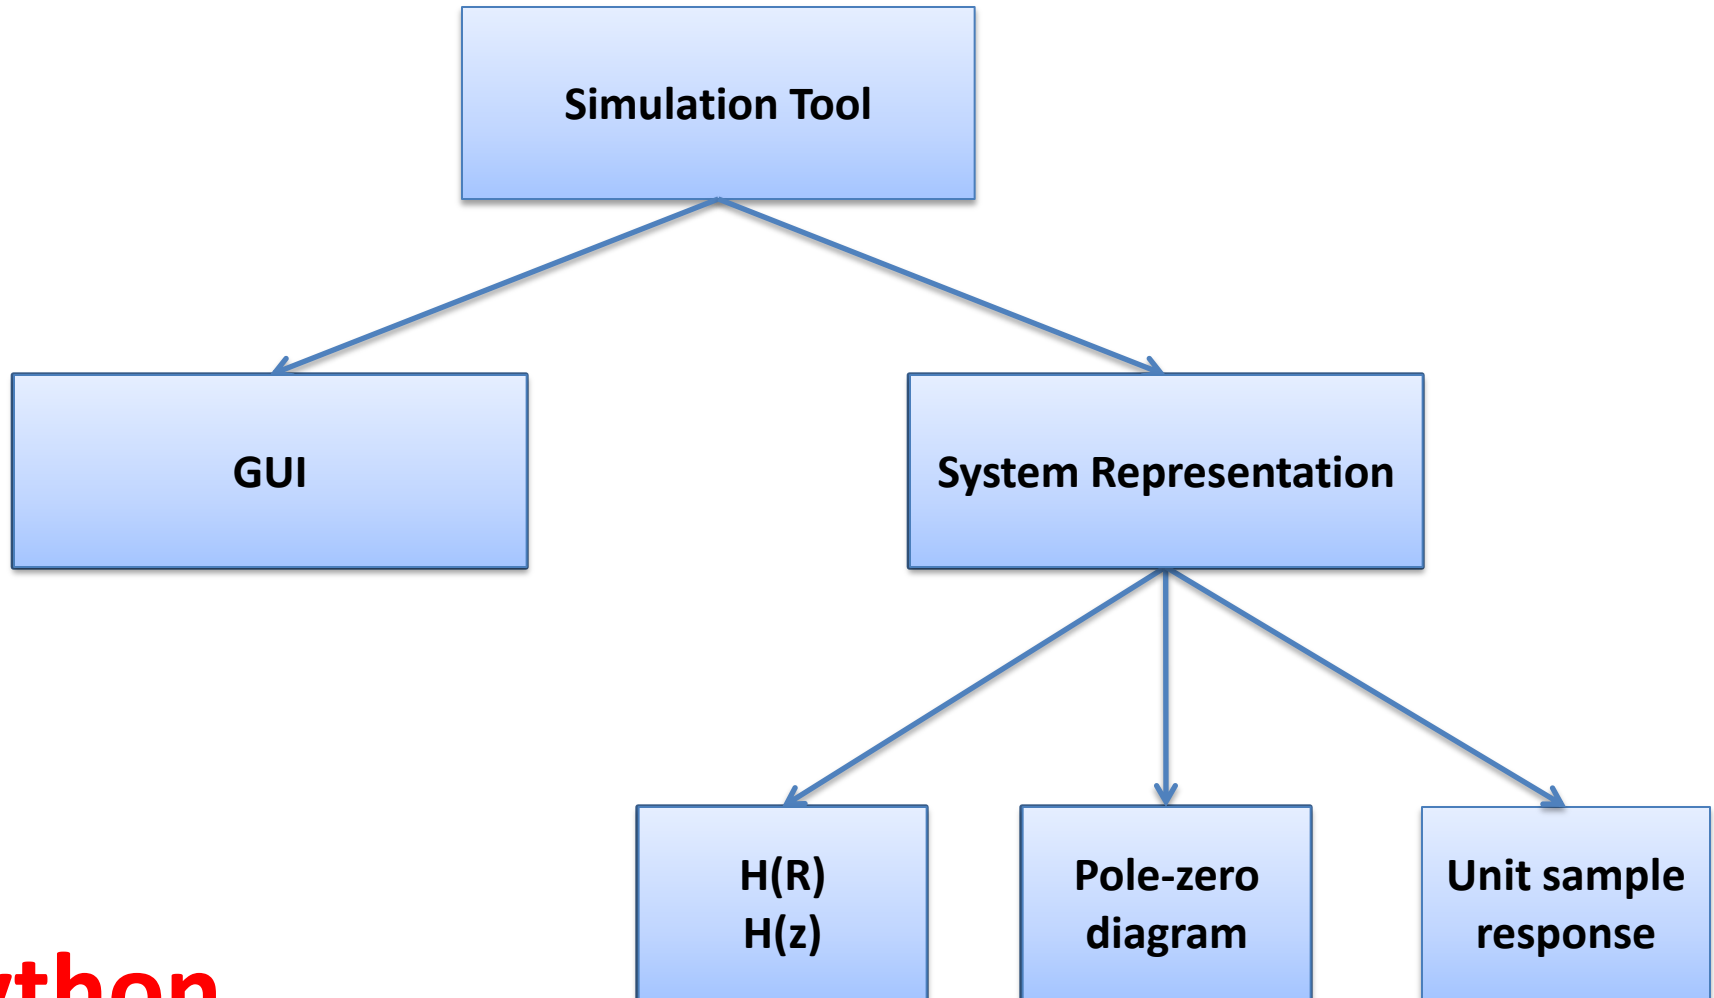 Simulation Tool
GUI
System Representation
H(R)
H(z)
Pole-zero
diagram
Unit sample
response